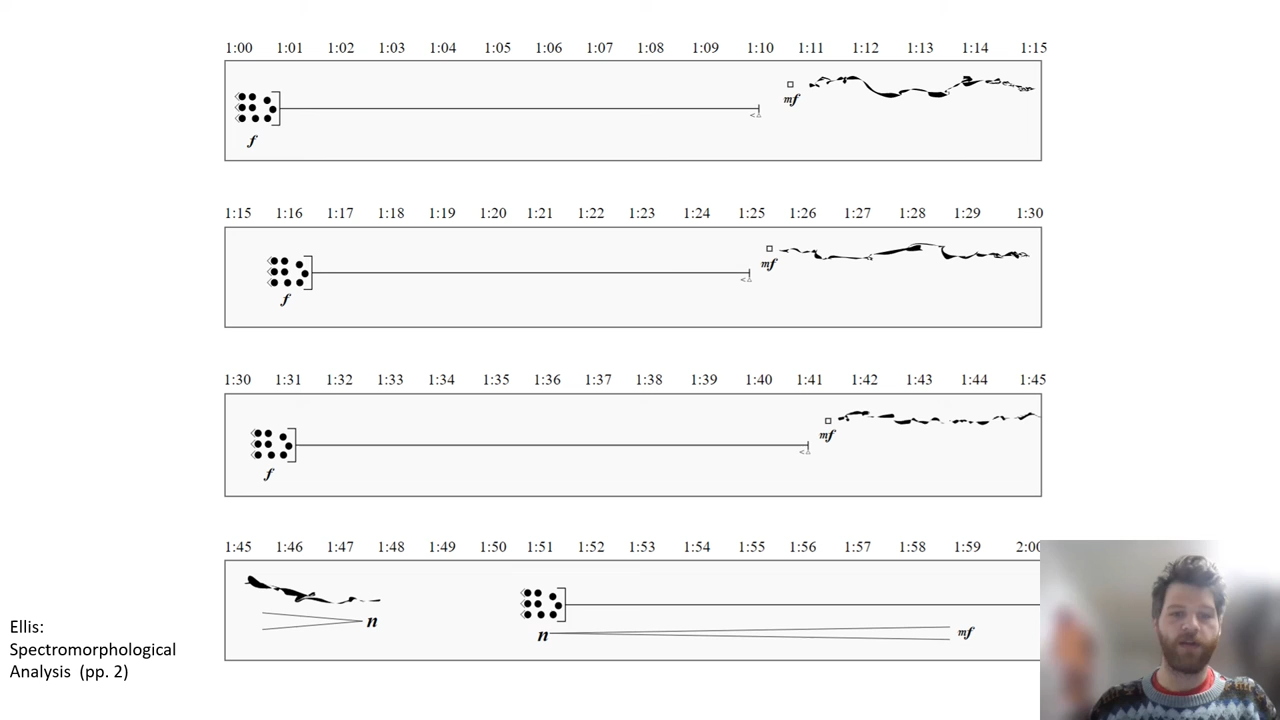 1:00 1:01 1:02 1:03 1:04 1:05 1:06 1:07 1:08 1:09 1:10 1:11 1:12 1:13 1:14 1:15
mf
f
1:15 1:16 1:17 1:18 1:19 1:20 1:21 1:22 1:23 1:24 1:25 1:26 1:27 1:28 1:29 1:30
mf
f
1:30 1:31 1:32 1:33 1:34 1:35 1:36 1:37 1:38 1:39 1:40 1:41 1:42 1:43 1:44 1:45
mf
f
1:45 1:46 1:47 1:48 1:49 1:50 1:51 1:52 1:53 1:54 1:55 1:56 1:57 1:58 1:59 2:00
n
n mf
Ellis:
Spectromorphological
Analysis (pp. 2)